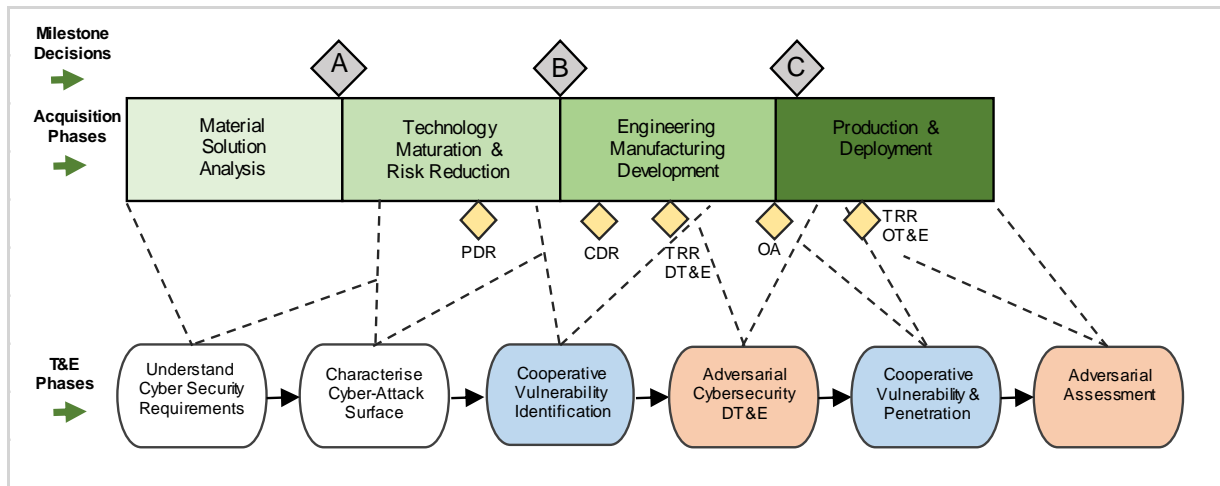 Milestone
Decisions
A
B
C
Acquisition
Phases
Material
Solution
Analysis
Technology
Maturation &
Risk Reduction
Engineering
Manufacturing
Development
Production &
Deployment
PDR
CDR
TRR
DT&E
OA
TRR
OT&E
T&E
Phases
Understand
Cyber Security
Requirements
Characterise
Cyber-Attack
Surface
Cooperative
Vulnerability
Identification
Adversarial
Cybersecurity
DT&E
Cooperative
Vulnerability &
Penetration
Adversarial
Assessment